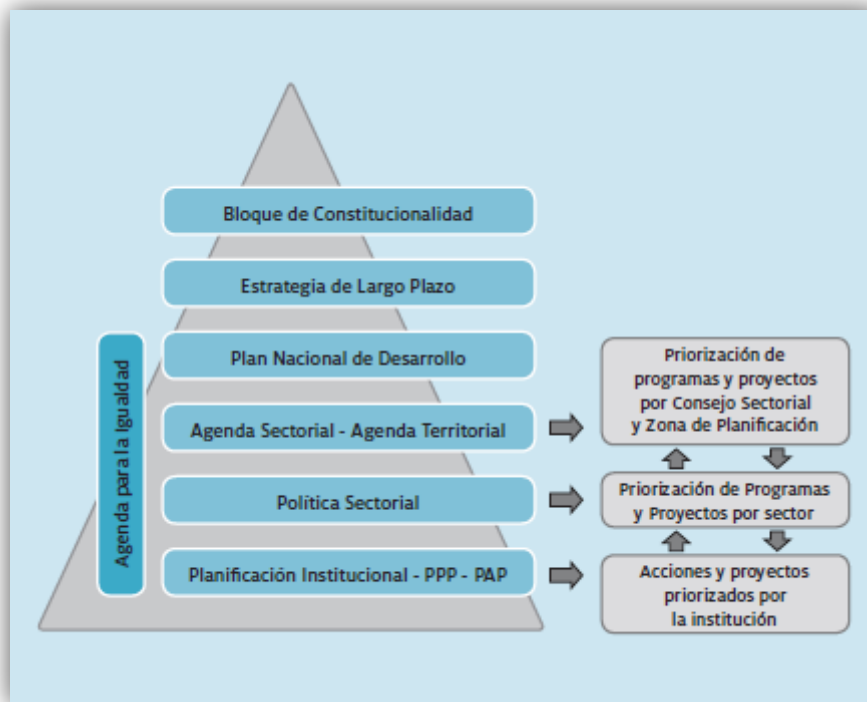 Bloque de Constitucionalidad
Estrategia de Largo Plazo
Plan Nacional de Desarrollo
Agenda Sectorial - Agenda Territorial
Política Sectorial
Planificación Institucional - PPP - PAP
Agenda para la Igualdad
Priorización de
programas y proyectos
por Consejo Sectorial
y Zona de Planificación
Priorización de Programas
y Proyectos por sector
Acciones y proyectos
priorizados por
la institución